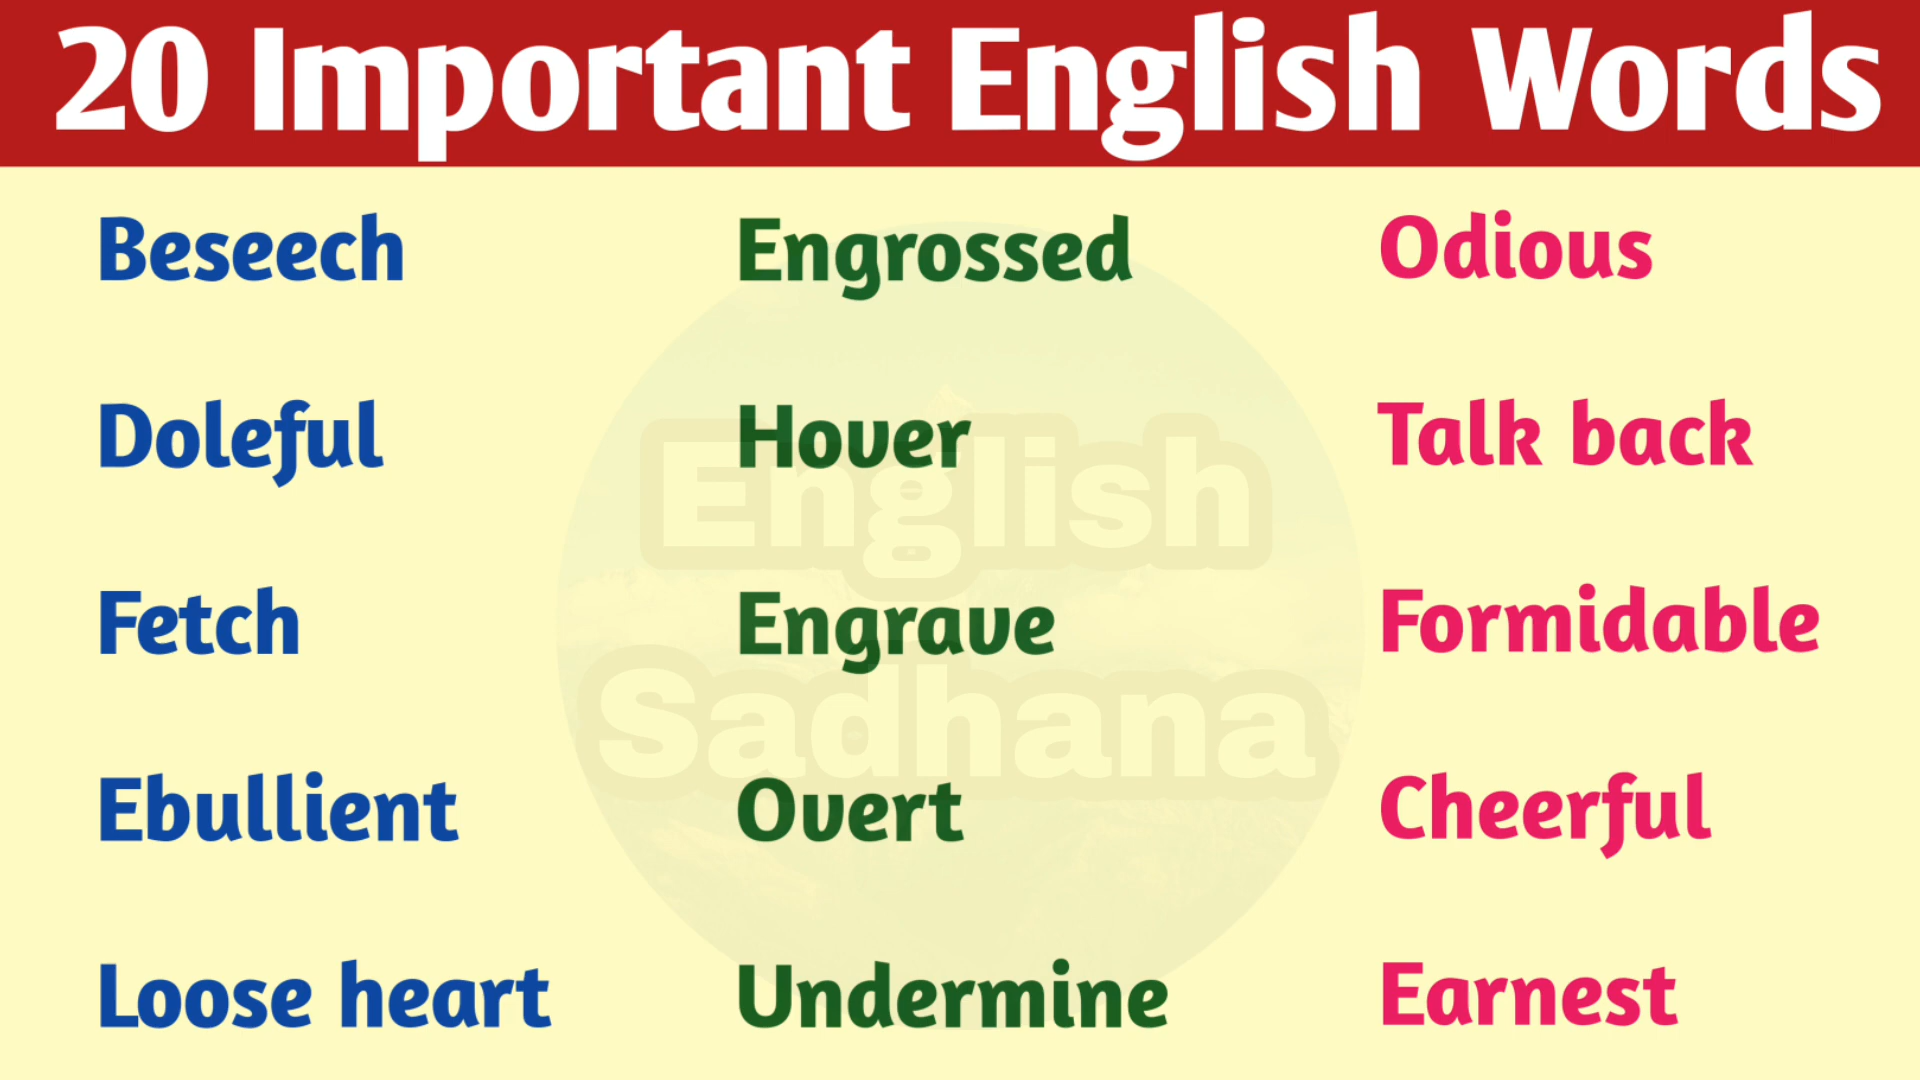 20 Important English Words
Beseech Engrossed Odious
Doleful Hover Talk back
English
Fetch Engrave Formidable
Sadhana
Ebullient Overt Cheerful
Loose heart Undermine Earnest